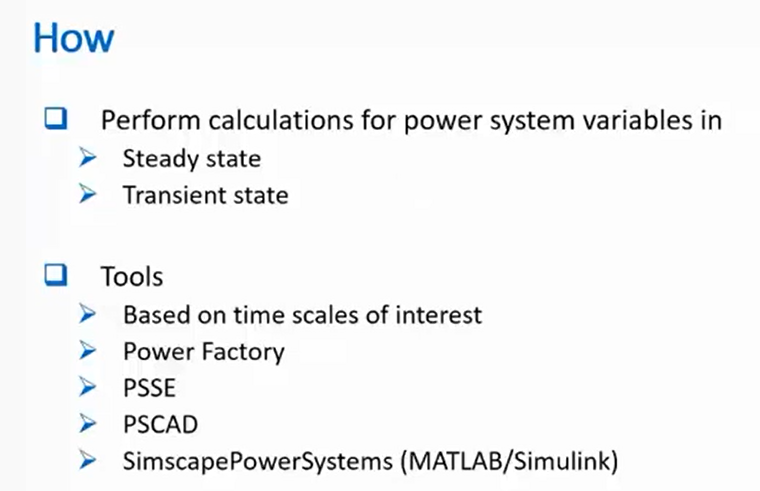 How
Perform calculations for power system variables in
Steady state
Transient state
Tools
Based on time scales of interest
Power Factory
PSSE
PSCAD
SimscapePowerSystems (MATLAB/Simulink)